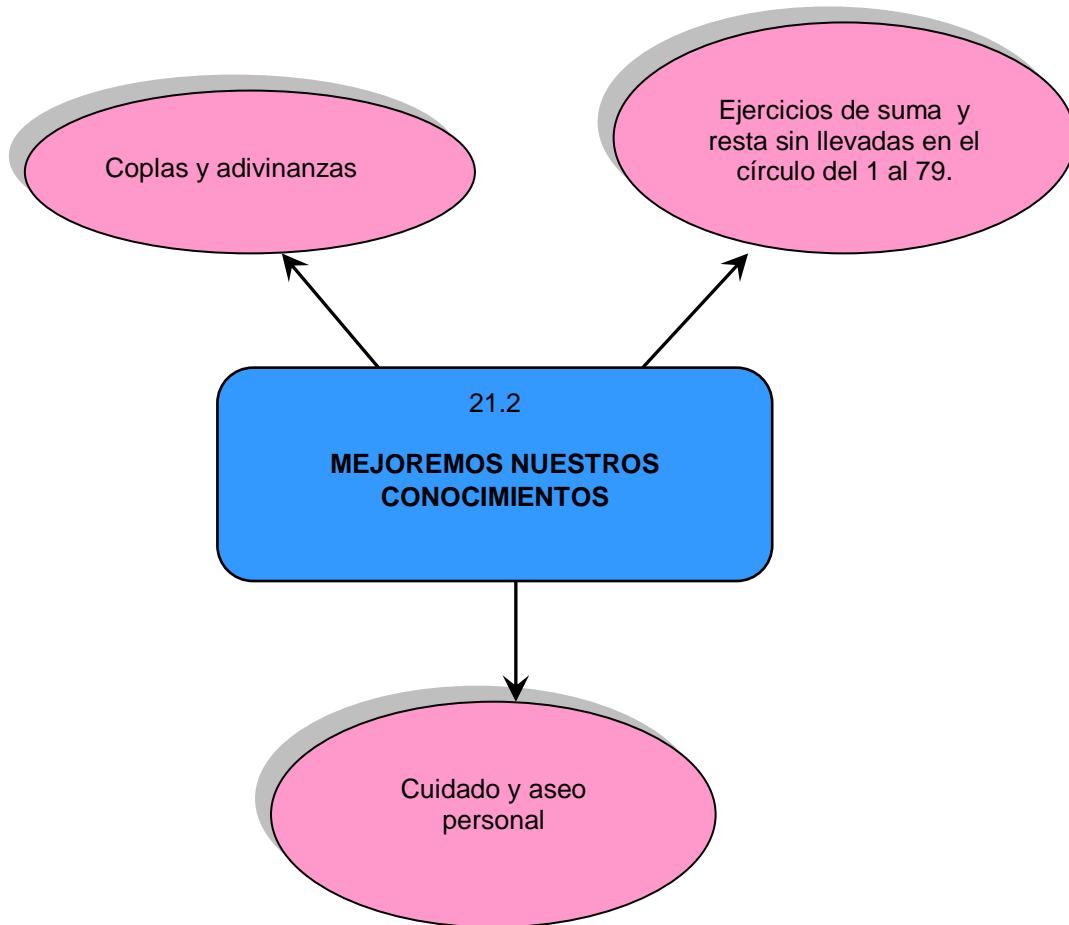 Coplas y adivinanzas
Ejercicios de suma y
resta sin llevadas en el
círculo del 1 al 79.
21.2
MEJOREMOS NUESTROS
CONOCIMIENTOS
Cuidado y aseo
personal